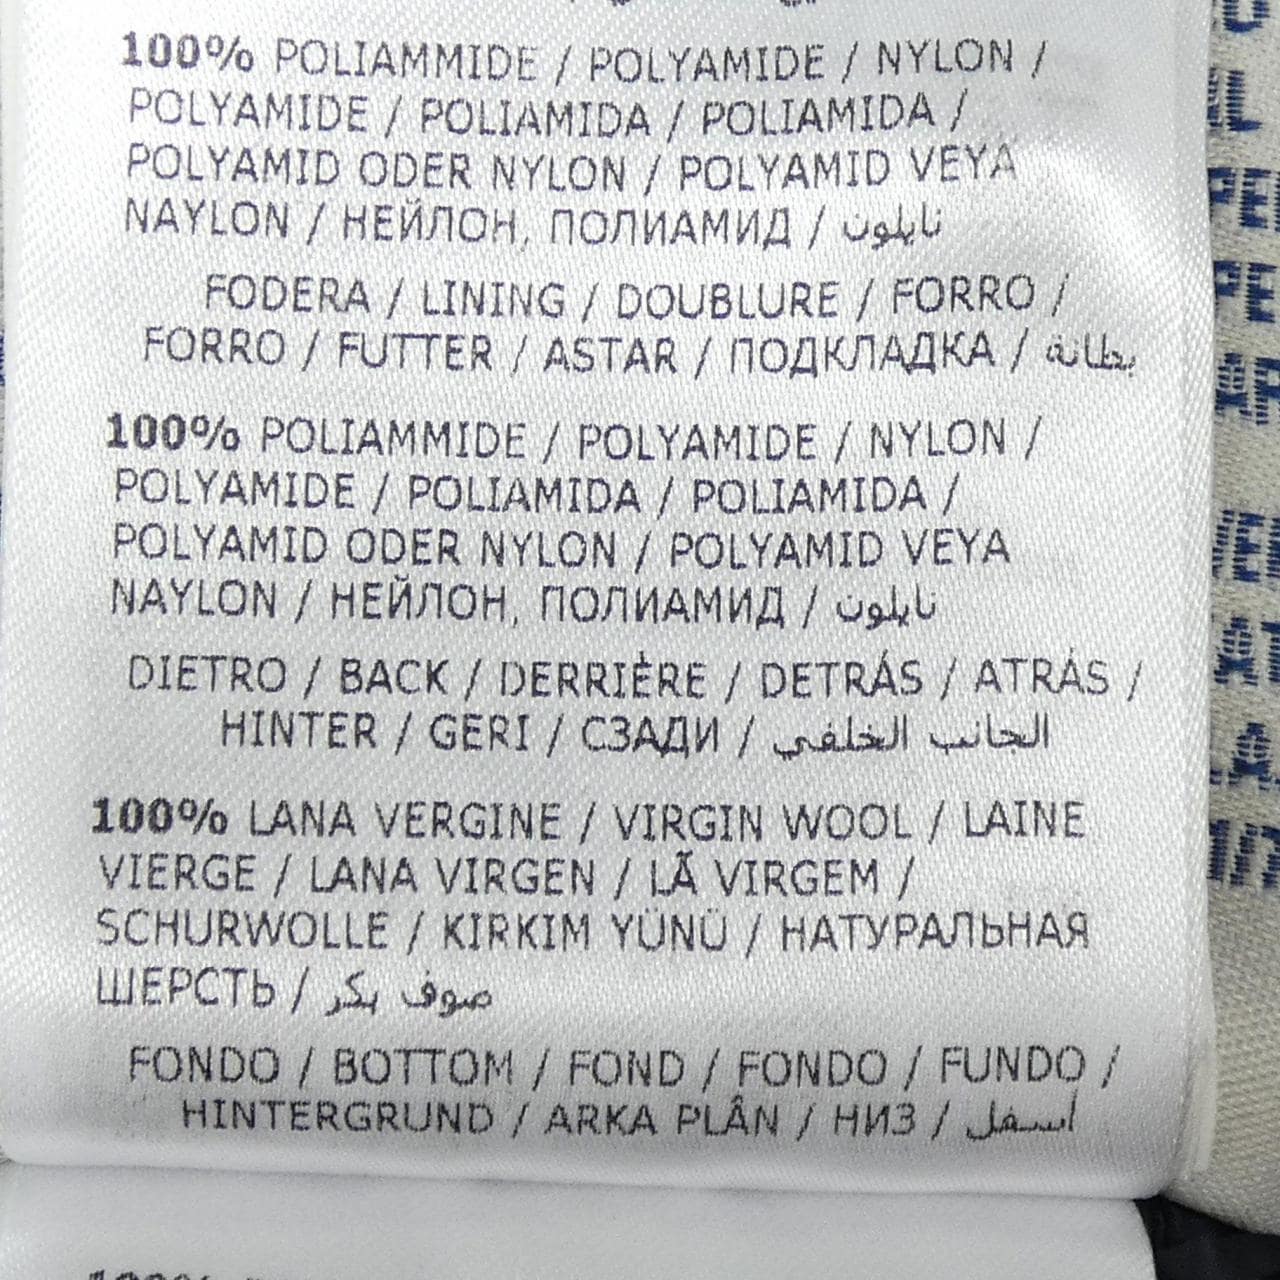 100% POLIAMMIDE / POLYAMIDE / NYLON /
POLYAMIDE / POLIAMIDA / POLIAMIDA /
POLYAMID ODER NYLON / POLYAMID VEYA
NAYLON / НЕЙЛОН, ПОЛИАМИД / نايلون
FODERA / LINING / DOUBLURE / FORRO /
FORRO / FUTTER / ASTAR / ПОДКЛАДКА / بطانة
100% POLIAMMIDE / POLYAMIDE / NYLON /
POLYAMIDE / POLIAMIDA / POLIAMIDA /
POLYAMID ODER NYLON / POLYAMID VEYA
NAYLON / НЕЙЛОН, ПОЛИАМИД / نايلون
DIETRO / BACK / DERRIÈRE / DETRÁS / ATRÁS /
HINTER / GERI / СЗАДИ / الجانب الخلفي
100% LANA VERGINE / VIRGIN WOOL / LAINE
VIERGE / LANA VIRGEN / LÃ VIRGEM /
SCHURWOLLE / KIRKIM YÜNÜ / НАТУРАЛЬНАЯ
ШЕРСТЬ / صوف بكر
FONDO / BOTTOM / FOND / FONDO / FUNDO /
HINTERGRUND / ARKA PLÂN / НИЗ / أسفل